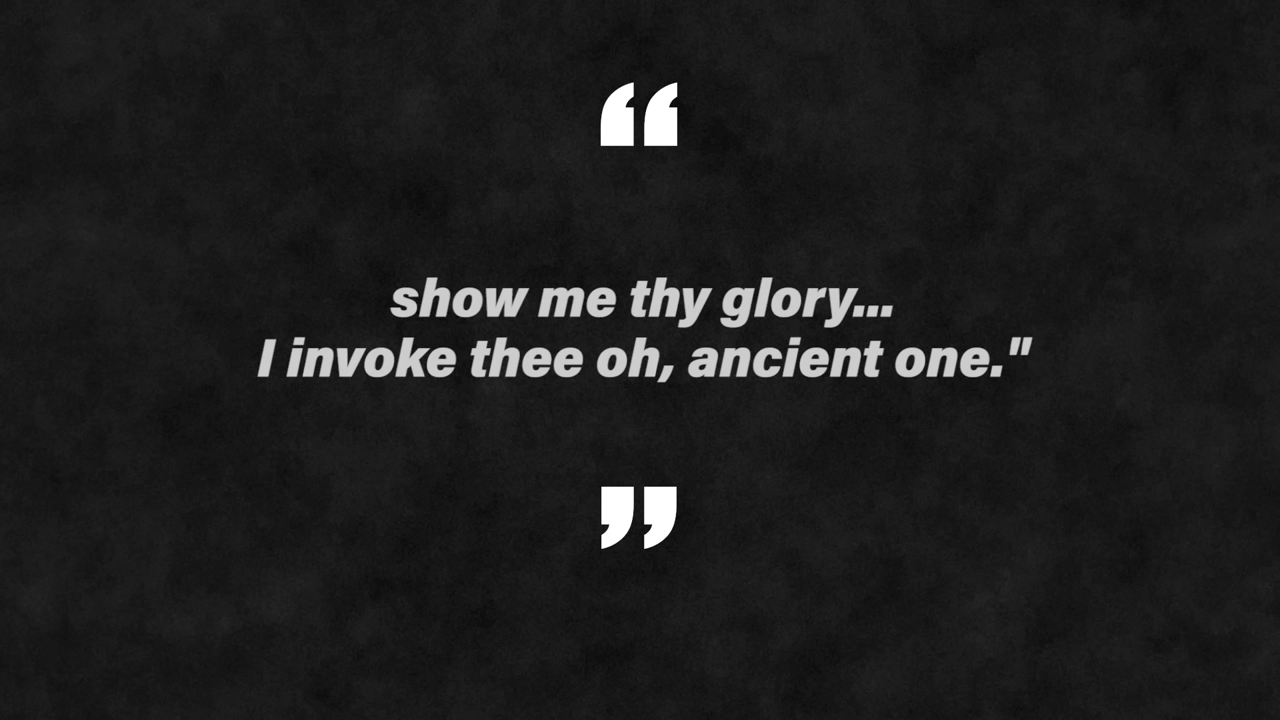 “
show me thy glory...
I invoke thee oh, ancient one."
”